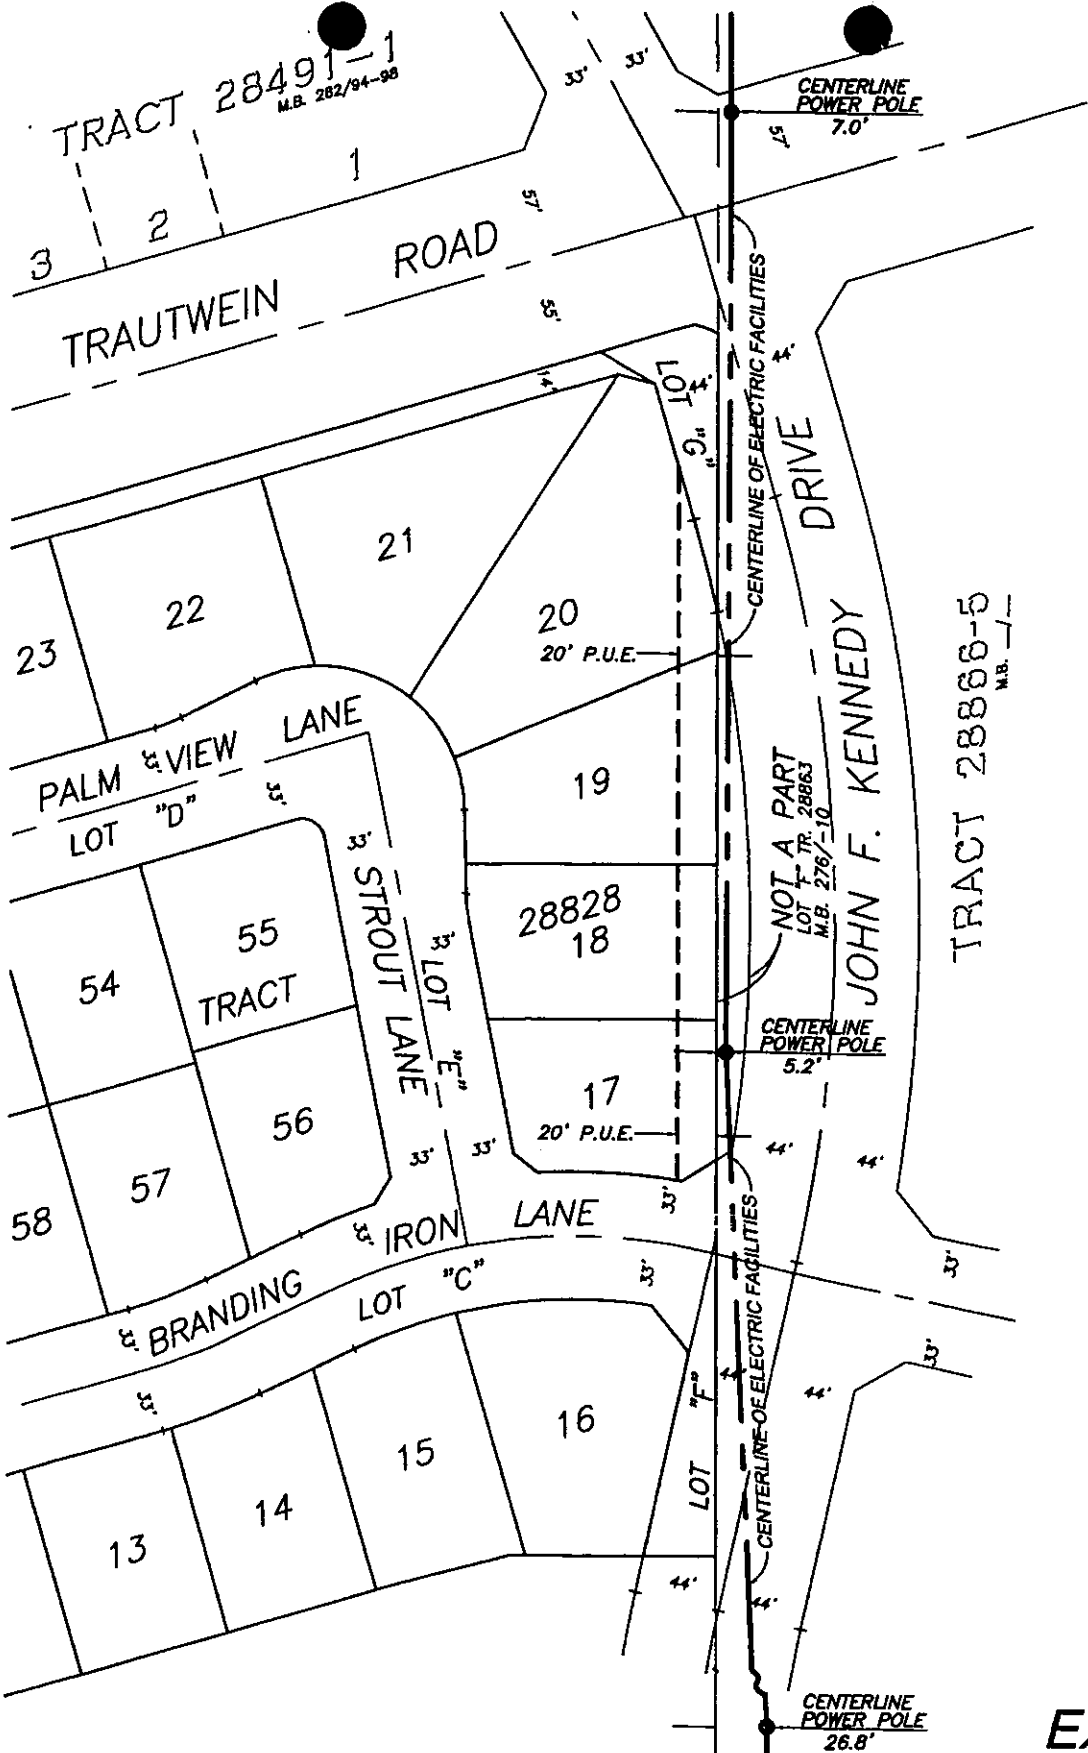 TRACT 28491-1
M.B. 282/94-98
33'
33'
CENTERLINE
POWER POLE
7.0'
57'
1
2
3
57'
TRAUTWEIN ROAD
55'
14'
LOT "G"
44'
44'
CENTERLINE OF ELECTRIC FACILITIES
JOHN F. KENNEDY DRIVE
TRACT 28866-5
M.B. _/_
21
22
23
20
20' P.U.E.
19
PALM VIEW LANE
33'
LOT "D"
33'
33'
STROUT LANE
33'
LOT "E"
NOT A PART
LOT "F" TR. 28863
M.B. 276/-10
28828
18
55
54
TRACT
CENTERLINE
POWER POLE
5.2'
17
20' P.U.E.
56
57
58
33'
33'
44'
44'
33'
33'
BRANDING IRON LANE
33'
LOT "C"
33'
33'
33'
33'
CENTERLINE OF ELECTRIC FACILITIES
44'
44'
LOT "F"
16
15
14
13
44'
44'
CENTERLINE
POWER POLE
26.8'